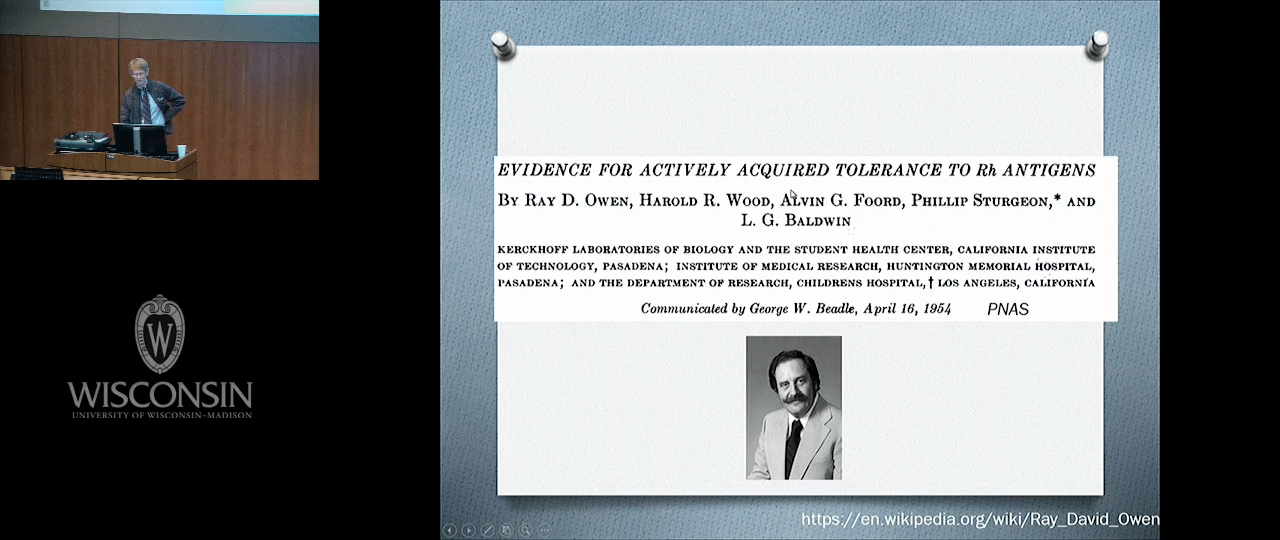 EVIDENCE FOR ACTIVELY ACQUIRED TOLERANCE TO Rh ANTIGENS
BY RAY D. OWEN, HAROLD R. WOOD, ALVIN G. FOORD, PHILLIP STURGEON,* AND
L. G. BALDWIN
KERCKHOFF LABORATORIES OF BIOLOGY AND THE STUDENT HEALTH CENTER, CALIFORNIA INSTITUTE
OF TECHNOLOGY, PASADENA; INSTITUTE OF MEDICAL RESEARCH, HUNTINGTON MEMORIAL HOSPITAL,
PASADENA; AND THE DEPARTMENT OF RESEARCH, CHILDRENS HOSPITAL,† LOS ANGELES, CALIFORNIA
Communicated by George W. Beadle, April 16, 1954 PNAS
W
WISCONSIN
UNIVERSITY OF WISCONSIN–MADISON
https://en.wikipedia.org/wiki/Ray_David_Owen